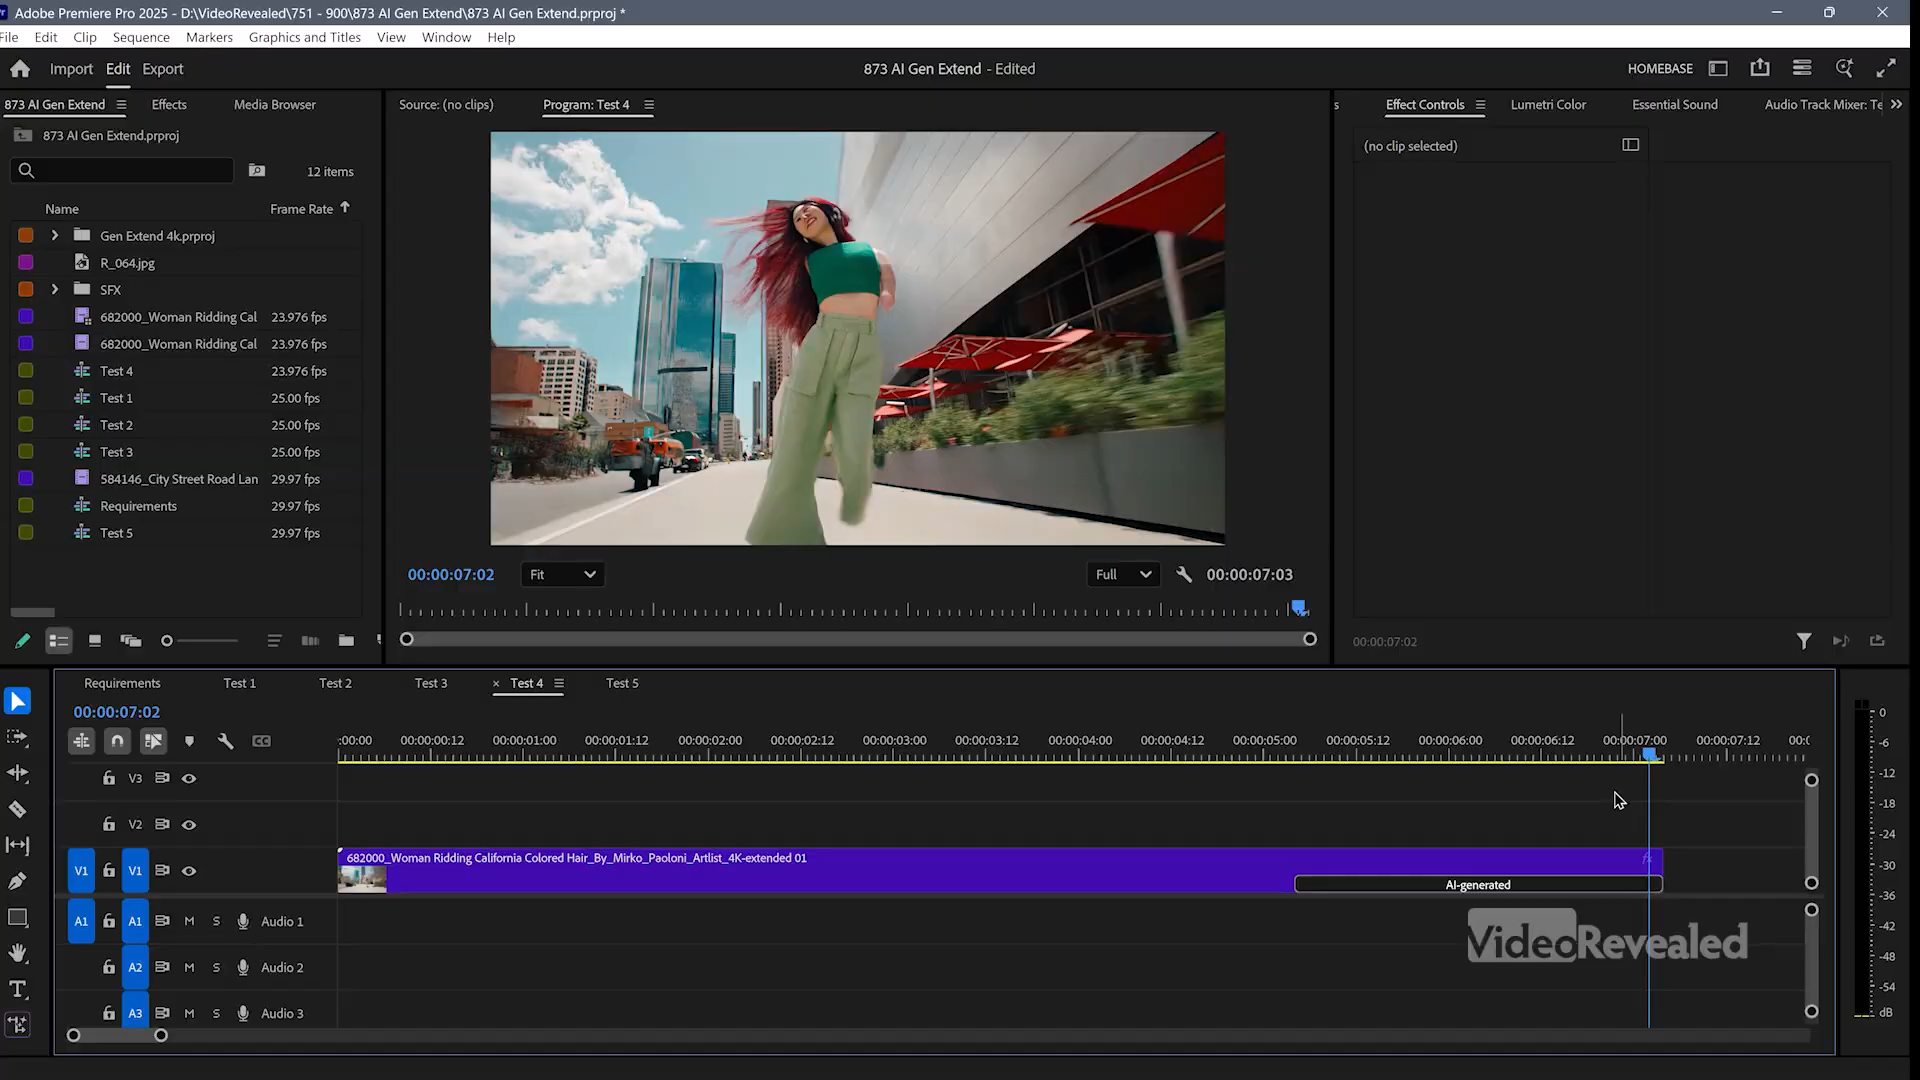 Adobe Premiere Pro 2025 - D:\VideoRevealed\751 - 900\873 AI Gen Extend\873 AI Gen Extend.prproj *
File Edit Clip Sequence Markers Graphics and Titles View Window Help
Import Edit Export
873 AI Gen Extend - Edited
HOMEBASE
873 AI Gen Extend Effects Media Browser
Source: (no clips) Program: Test 4
Effect Controls Lumetri Color Essential Sound Audio Track Mixer: Te
873 AI Gen Extend.prproj
(no clip selected)
12 items
Name Frame Rate
Gen Extend 4k.prproj
R_064.jpg
SFX
682000_Woman Ridding Cal 23.976 fps
682000_Woman Ridding Cal 23.976 fps
Test 4 23.976 fps
Test 1 25.00 fps
Test 2 25.00 fps
Test 3 25.00 fps
584146_City Street Road Lan 29.97 fps
Requirements 29.97 fps
Test 5 29.97 fps
00:00:07:02 Fit Full 00:00:07:03
00:00:07:02
Requirements Test 1 Test 2 Test 3 × Test 4 Test 5
00:00:07:02
CC
:00:00 00:00:00:12 00:00:01:00 00:00:01:12 00:00:02:00 00:00:02:12 00:00:03:00 00:00:03:12 00:00:04:00 00:00:04:12 00:00:05:00 00:00:05:12 00:00:06:00 00:00:06:12 00:00:07:00 00:00:07:12 00:0
V3
V2
V1 V1
682000_Woman Ridding California Colored Hair_By_Mirko_Paoloni_Artlist_4K-extended 01
fx
AI-generated
A1 A1 M S Audio 1
A2 M S Audio 2
A3 M S Audio 3
VideoRevealed
0
-6
-12
-18
-24
-30
-36
-42
-48
-54
dB